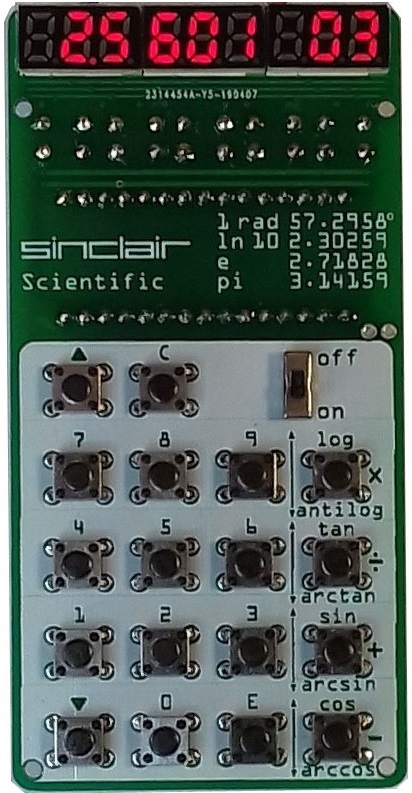 2.5 601 03
2314454A-Y5-190407
1 rad 57.2958°
ln 10 2.30259
e 2.71828
pi 3.14159
sinclair
Scientific
▲ C off
on
7 8 9 log
×
antilog
4 5 6 tan
÷
arctan
1 2 3 sin
+
arcsin
▼ 0 E cos
-
arccos